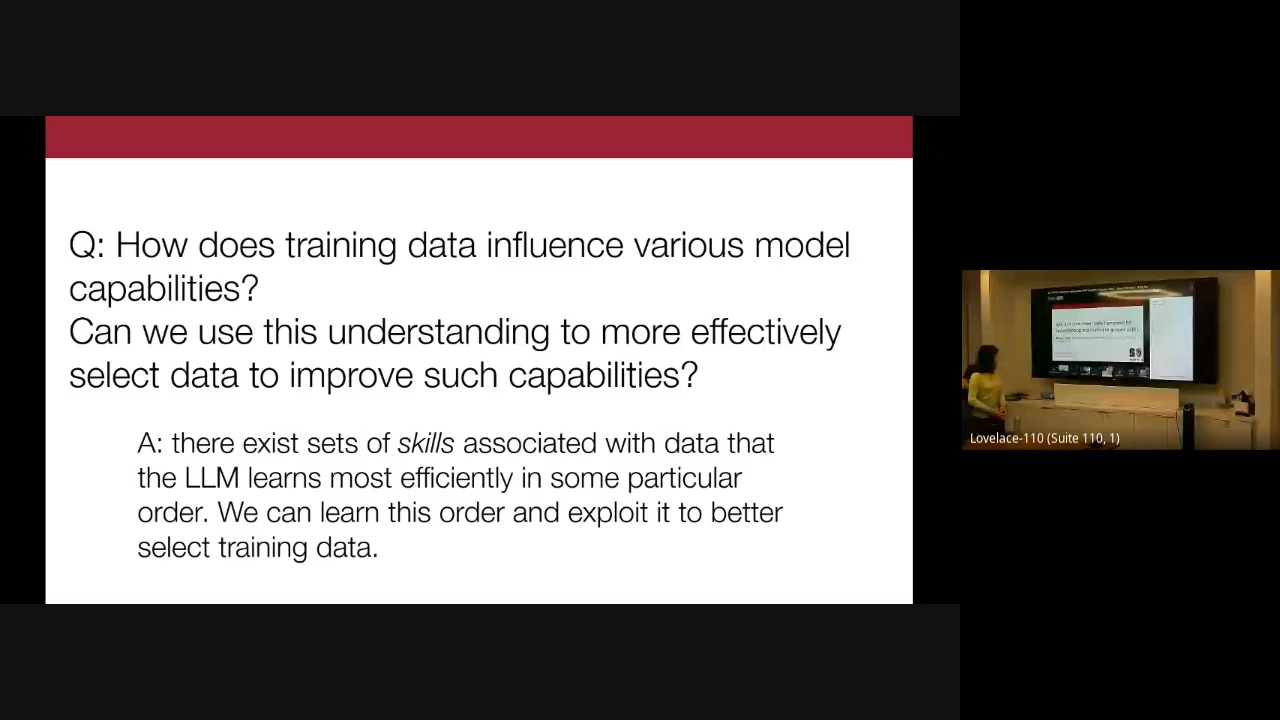 Q: How does training data influence various model
capabilities?
Can we use this understanding to more effectively
select data to improve such capabilities?
A: there exist sets of skills associated with data that
the LLM learns most efficiently in some particular
order. We can learn this order and exploit it to better
select training data.
Lovelace-110 (Suite 110, 1)